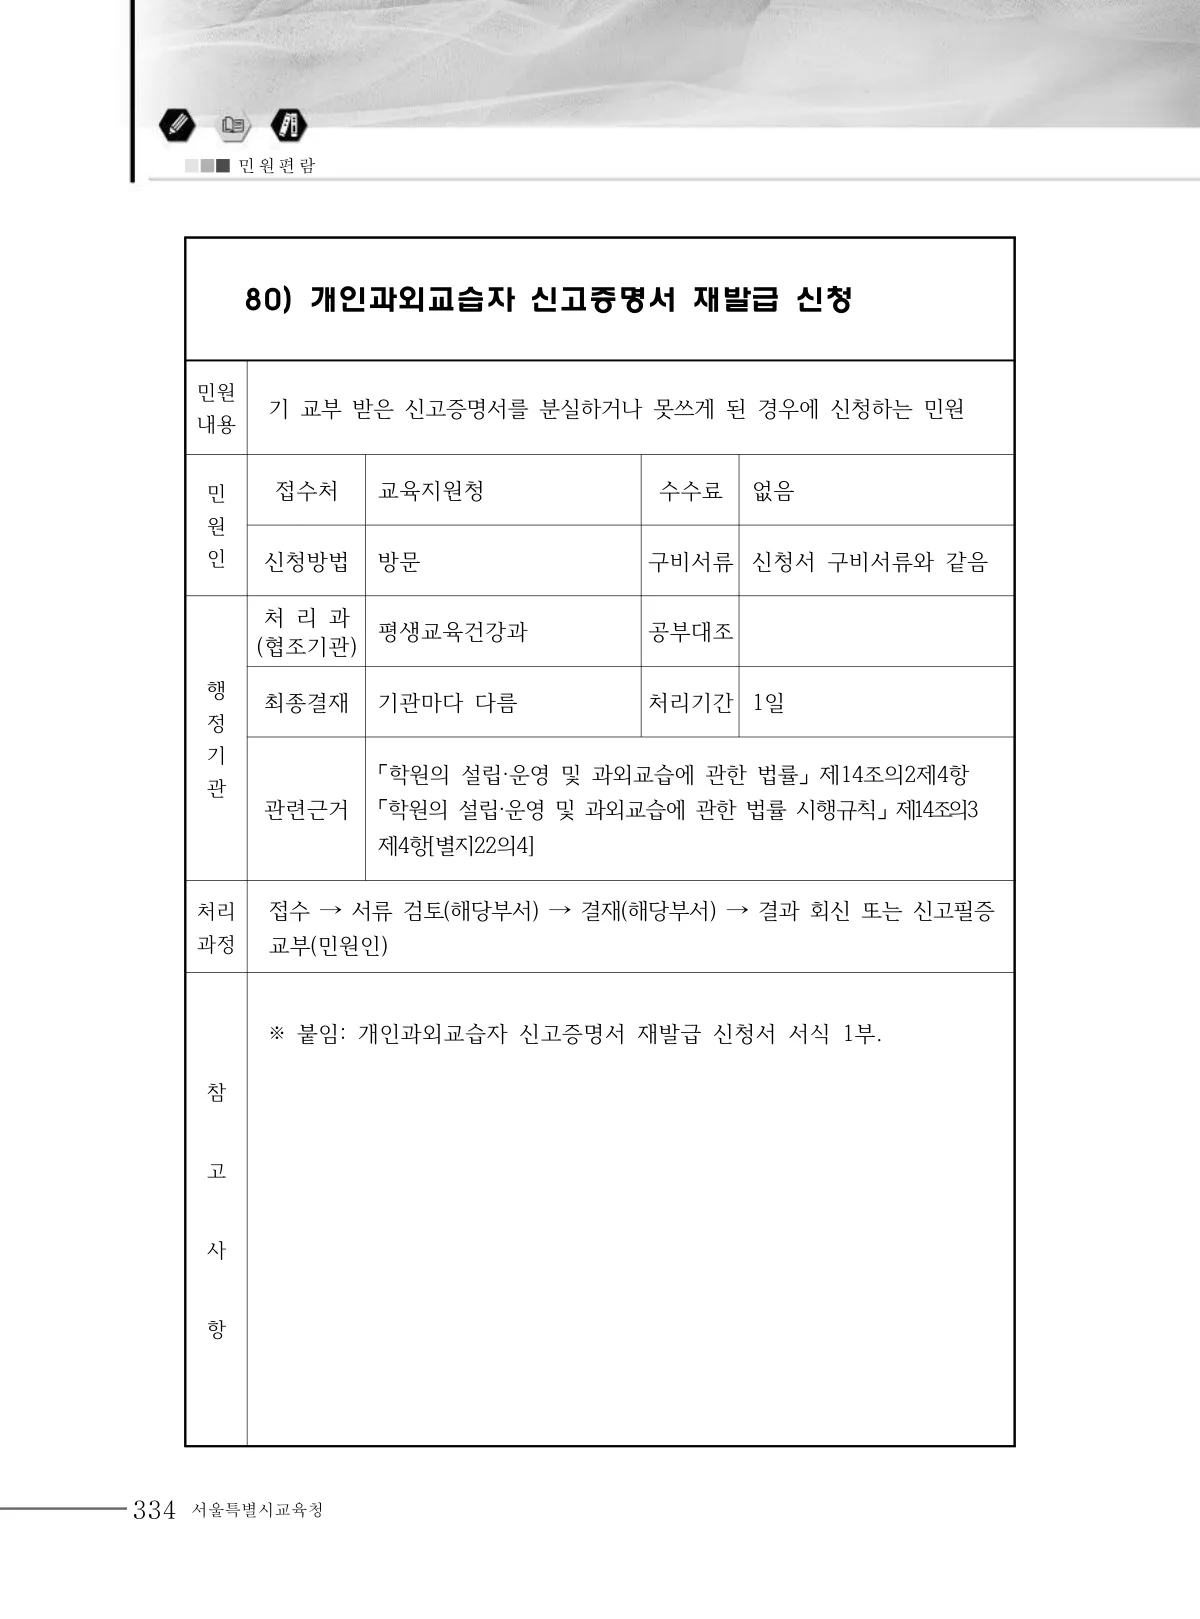 민원편람
80) 개인과외교습자 신고증명서 재발급 신청
민원
내용
기 교부 받은 신고증명서를 분실하거나 못쓰게 된 경우에 신청하는 민원
민
원
인
접수처
교육지원청
수수료
없음
신청방법
방문
구비서류
신청서 구비서류와 같음
행
정
기
관
처 리 과
(협조기관)
평생교육건강과
공부대조
최종결재
기관마다 다름
처리기간
1일
관련근거
「학원의 설립·운영 및 과외교습에 관한 법률」 제14조의2제4항
「학원의 설립·운영 및 과외교습에 관한 법률 시행규칙」 제14조의3
제4항[별지22의4]
처리
과정
접수 → 서류 검토(해당부서) → 결재(해당부서) → 결과 회신 또는 신고필증
교부(민원인)
참
고
사
항
※ 붙임: 개인과외교습자 신고증명서 재발급 신청서 서식 1부.
334 서울특별시교육청